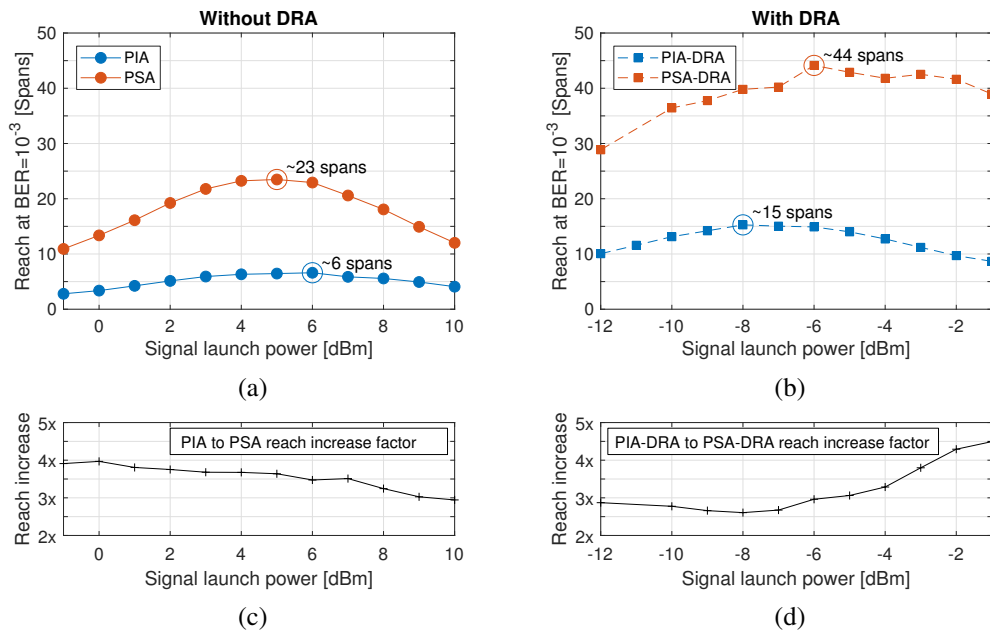 Without DRA
50
40
30
20
10
0
Reach at BER=10⁻³ [Spans]
PIA
PSA
~23 spans
~6 spans
0 2 4 6 8 10
Signal launch power [dBm]
(a)
With DRA
50
40
30
20
10
0
Reach at BER=10⁻³ [Spans]
PIA-DRA
PSA-DRA
~44 spans
~15 spans
-12 -10 -8 -6 -4 -2
Signal launch power [dBm]
(b)
5x
4x
3x
2x
Reach increase
PIA to PSA reach increase factor
0 2 4 6 8 10
Signal launch power [dBm]
(c)
5x
4x
3x
2x
Reach increase
PIA-DRA to PSA-DRA reach increase factor
-12 -10 -8 -6 -4 -2
Signal launch power [dBm]
(d)